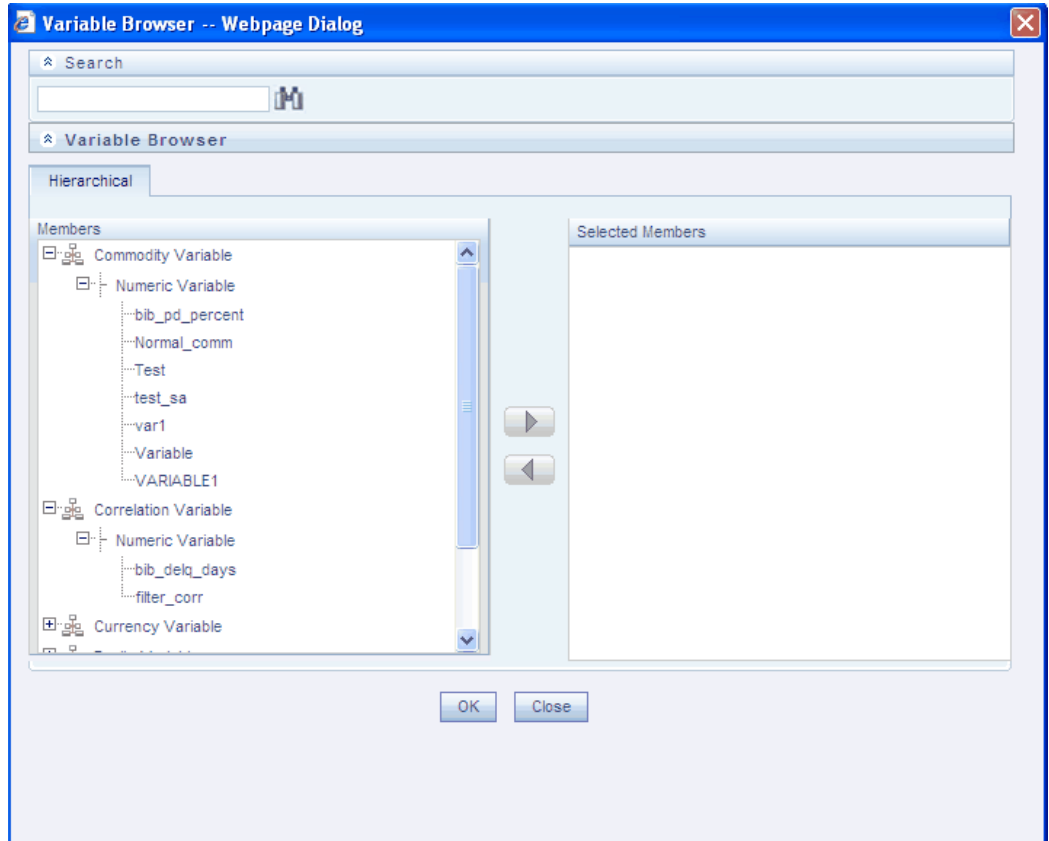 Variable Browser -- Webpage Dialog
Search
Variable Browser
Hierarchical
Members
Commodity Variable
Numeric Variable
bib_pd_percent
Normal_comm
Test
test_sa
var1
Variable
VARIABLE1
Correlation Variable
Numeric Variable
bib_delq_days
filter_corr
Currency Variable
Selected Members
OK
Close